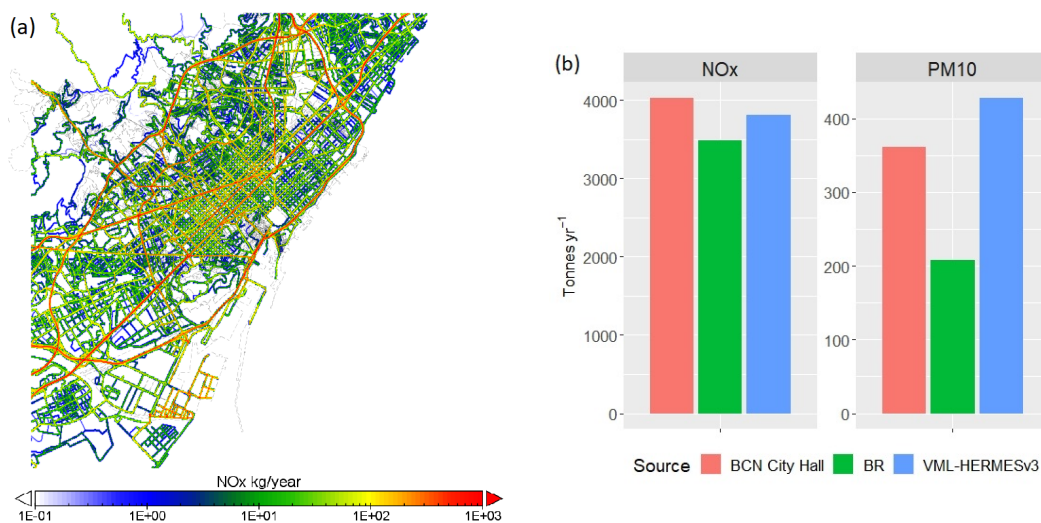 (a)
NOx kg/year
1E-01 1E+00 1E+01 1E+02 1E+03
(b)
NOx PM10
Tonnes yr⁻¹
4000
3000
2000
1000
0
400
300
200
100
0
Source BCN City Hall BR VML-HERMESv3